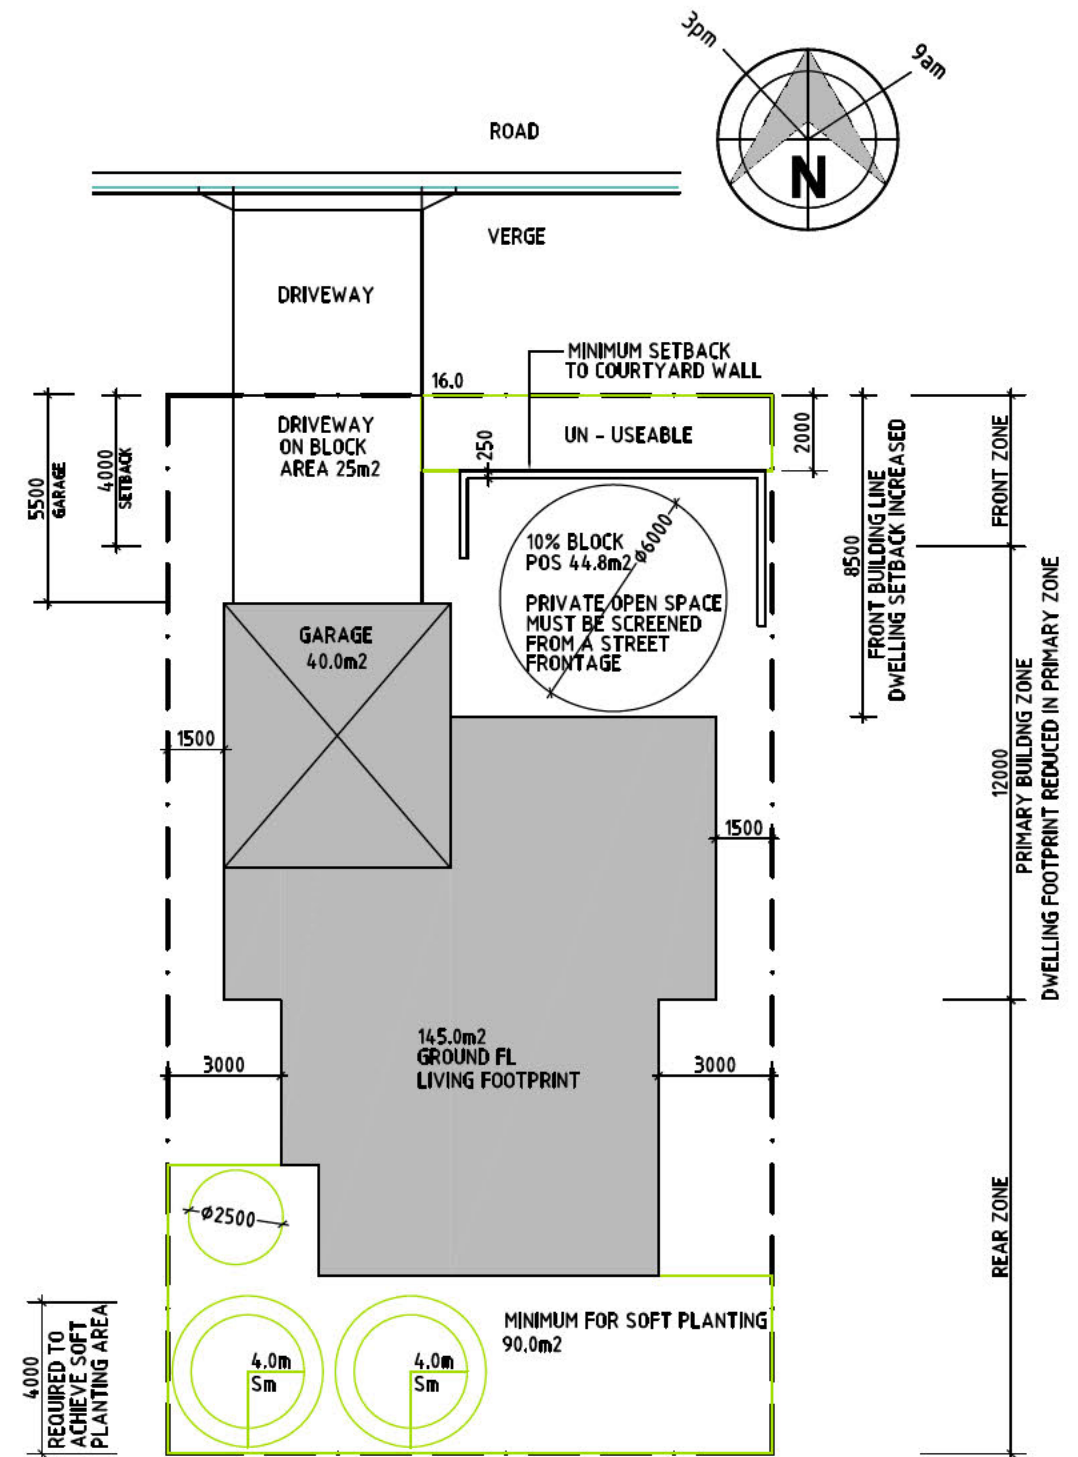 3pm
9am
N
ROAD
VERGE
DRIVEWAY
MINIMUM SETBACK
TO COURTYARD WALL
16.0
DRIVEWAY
ON BLOCK
AREA 25m2
UN - USEABLE
250
2000
5500
GARAGE
4000
SETBACK
10% BLOCK
POS 44.8m2
Ø6000
PRIVATE OPEN SPACE
MUST BE SCREENED
FROM A STREET
FRONTAGE
8500
FRONT BUILDING LINE
DWELLING SETBACK INCREASED
FRONT ZONE
GARAGE
40.0m2
1500
1500
12000
PRIMARY BUILDNG ZONE
DWELLING FOOTPRINT REDUCED IN PRIMARY ZONE
145.0m2
GROUND FL
LIVING FOOTPRINT
3000
3000
Ø2500
REAR ZONE
MINIMUM FOR SOFT PLANTING
90.0m2
4.0m
Sm
4.0m
Sm
4000
REQUIRED TO
ACHIEVE SOFT
PLANTING AREA